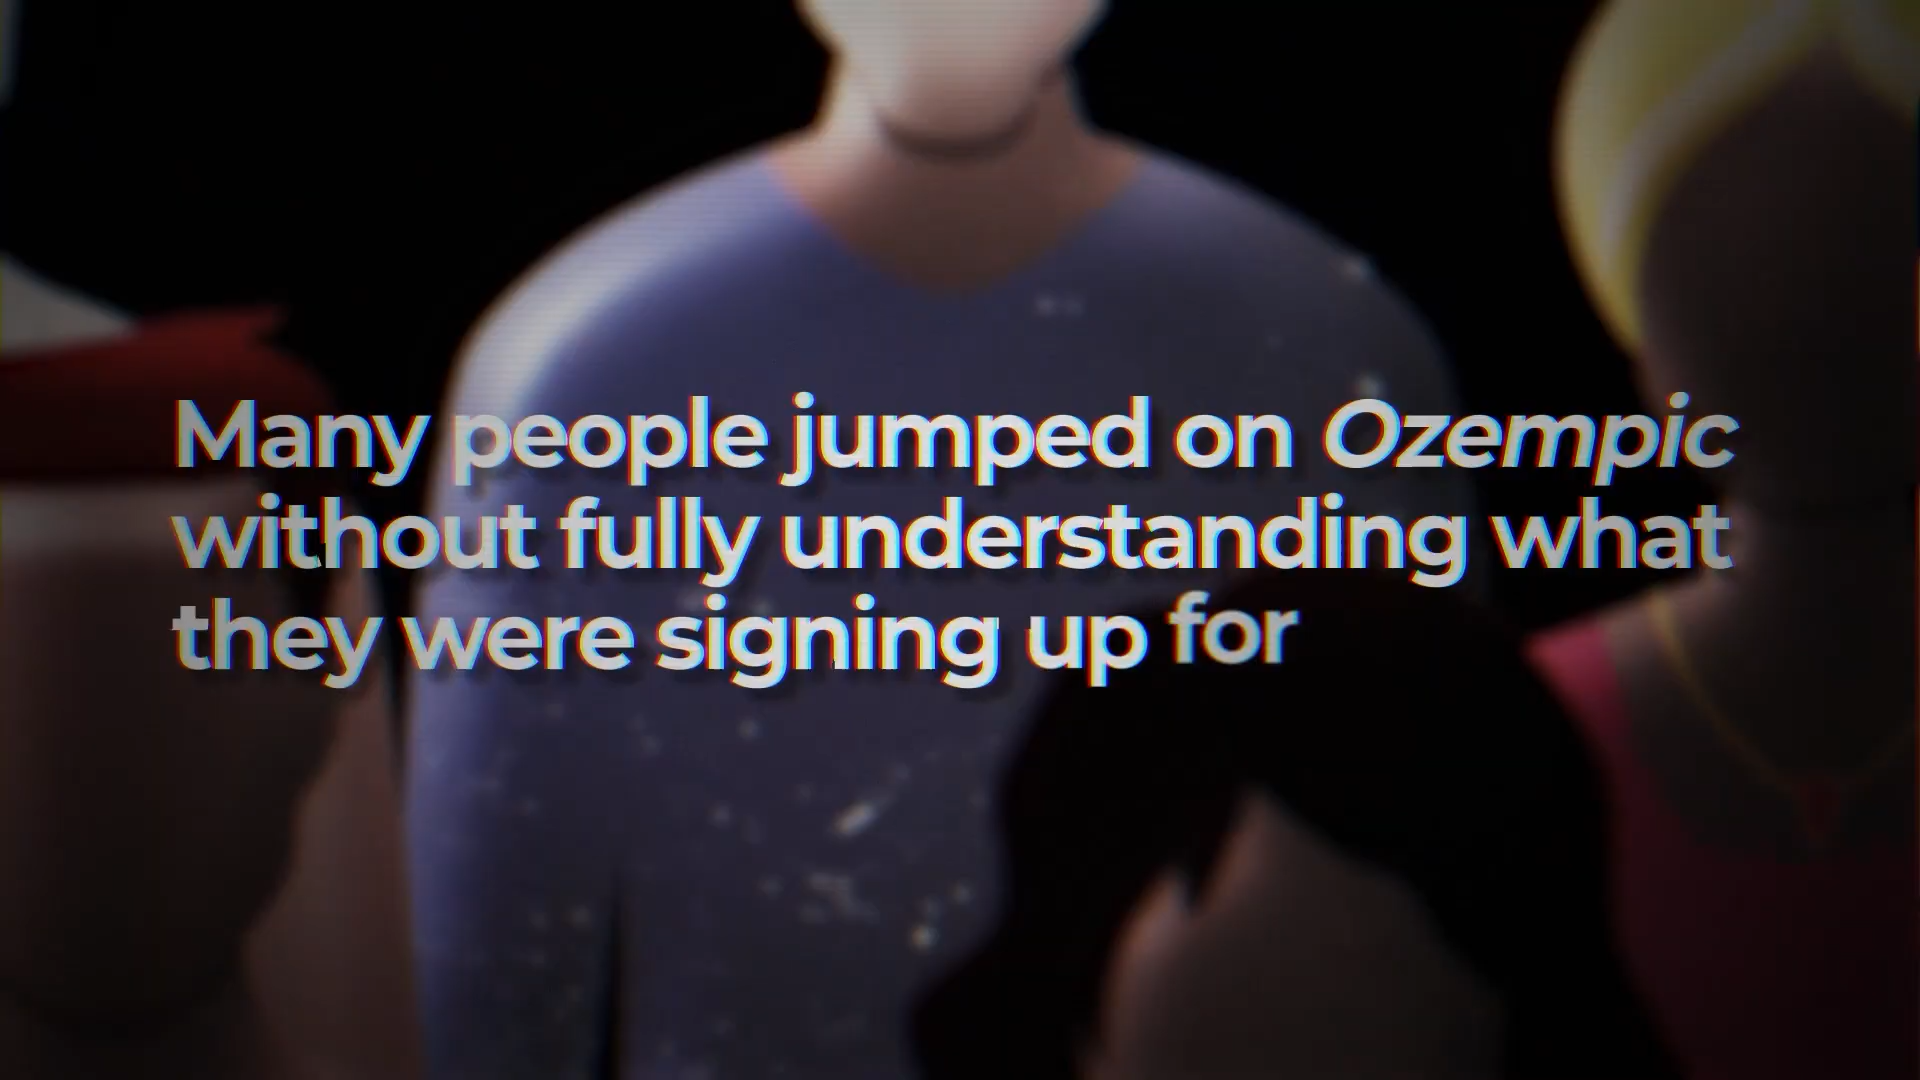 Many people jumped on Ozempic
without fully understanding what
they were signing up for